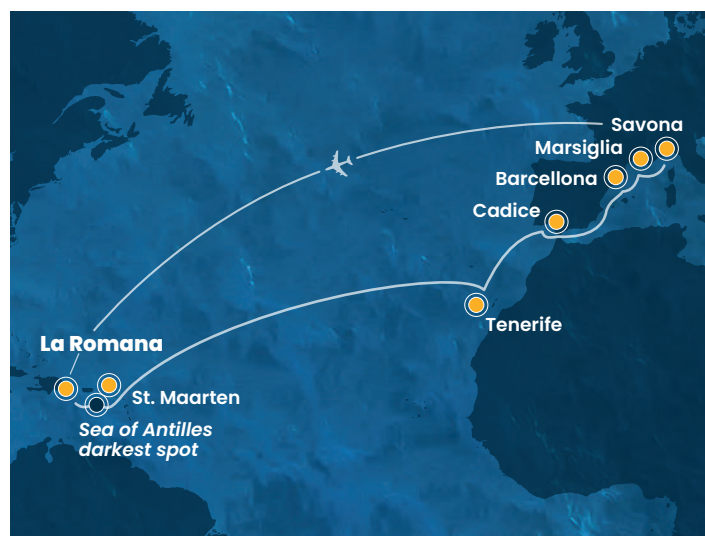 Savona
Marsiglia
Barcellona
Cadice
Tenerife
La Romana
St. Maarten
Sea of Antilles
darkest spot